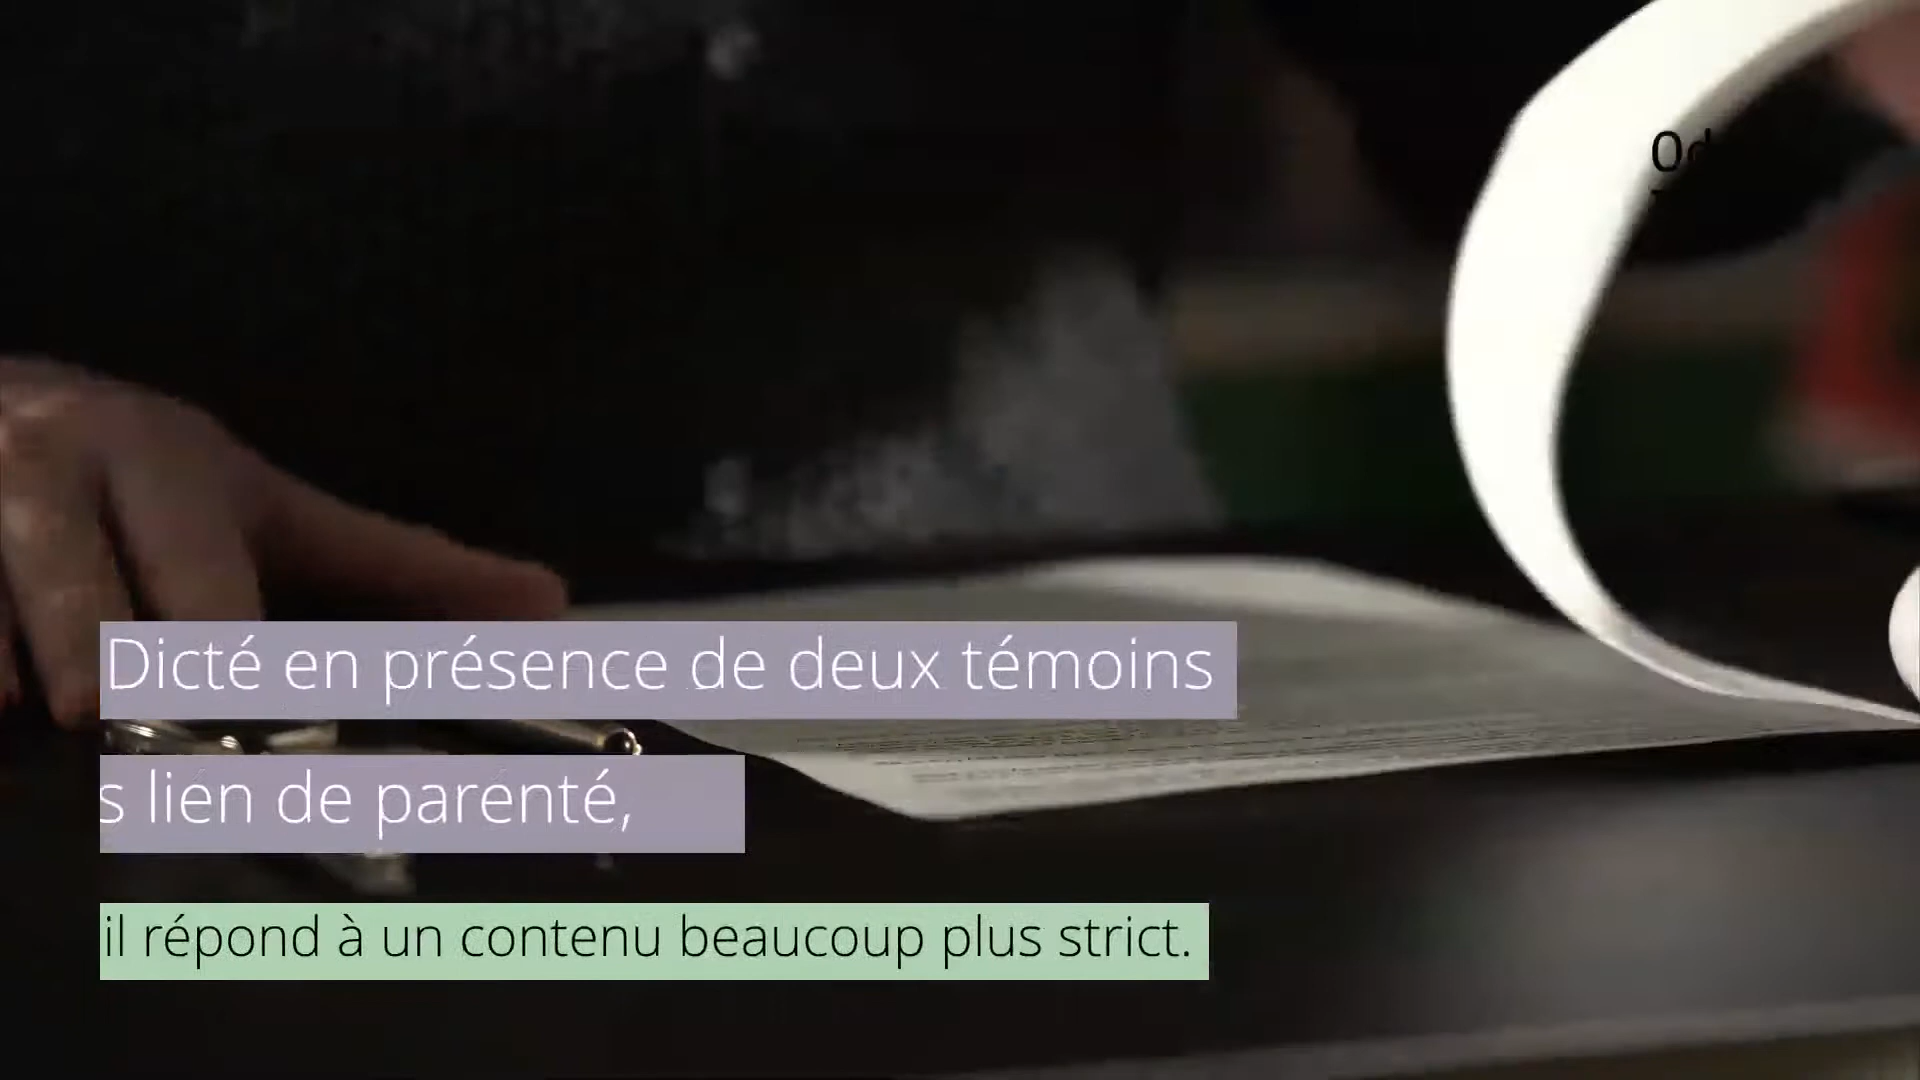 Dicté en présence de deux témoins
s lien de parenté,
il répond à un contenu beaucoup plus strict.